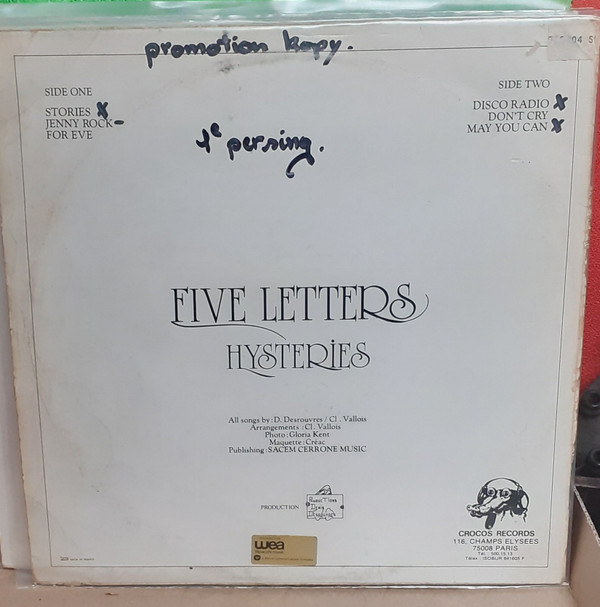 promotion kopy.
SIDE ONE
STORIES X
JENNY ROCK -
FOR EVE
SIDE TWO
DISCO RADIO X
DON'T CRY
MAY YOU CAN X
1e persing.
FIVE LETTERS
HYSTERIES
All songs by : D. Desrouvres / Cl . Vallois
Arrangements : Cl . Vallois
Photo : Gloria Kent
Maquette : Créac
Publishing : SACEM CERRONE MUSIC
PRODUCTION
wea
CROCOS RECORDS
116, CHAMPS ELYSEES
75008 PARIS